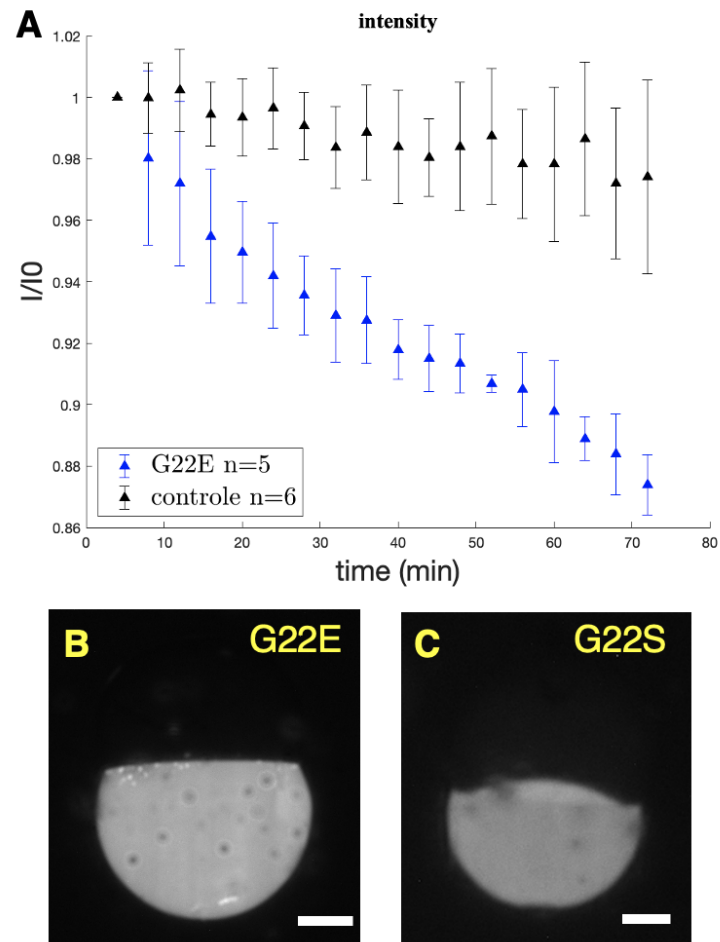 A
intensity
1.02
1
0.98
0.96
0.94
0.92
0.9
0.88
0.86
I/I0
G22E n=5
controle n=6
0 10 20 30 40 50 60 70 80
time (min)
B G22E
C G22S